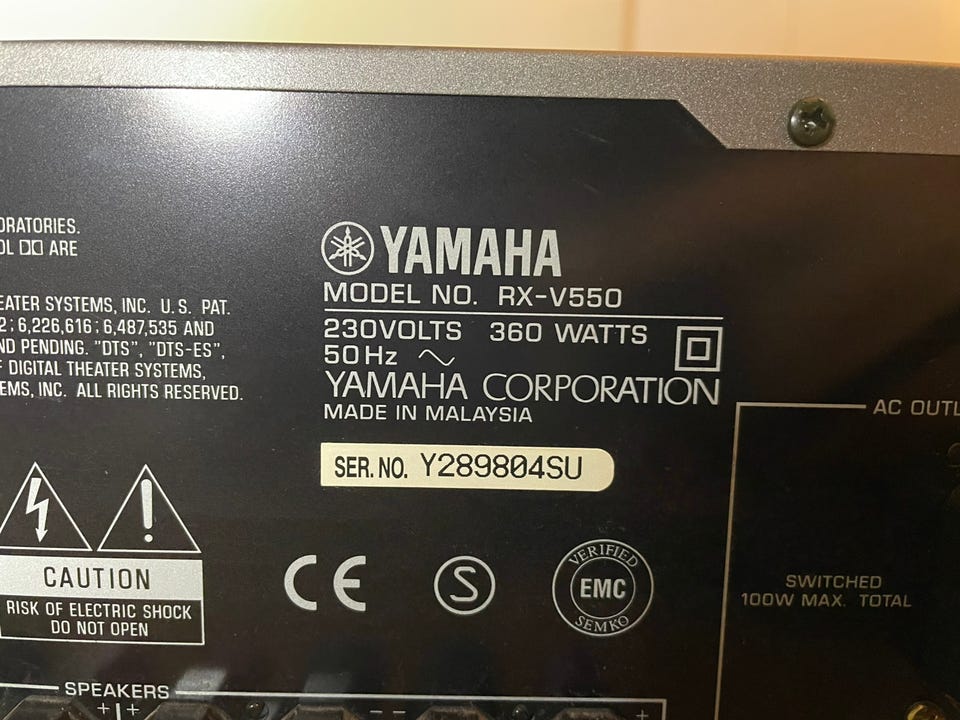 ORATORIES.
OL DD ARE
EATER SYSTEMS, INC. U.S. PAT.
2; 6,226,616; 6,487,535 AND
ND PENDING. "DTS", "DTS-ES",
F DIGITAL THEATER SYSTEMS,
EMS, INC. ALL RIGHTS RESERVED.
YAMAHA
MODEL NO. RX-V550
230VOLTS 360 WATTS
50Hz ~
YAMAHA CORPORATION
MADE IN MALAYSIA
SER. NO. Y289804SU
CAUTION
RISK OF ELECTRIC SHOCK
DO NOT OPEN
CE
S
VERIFIED
EMC
SEMKO
AC OUTL
SWITCHED
100W MAX. TOTAL
SPEAKERS
+ + - - +